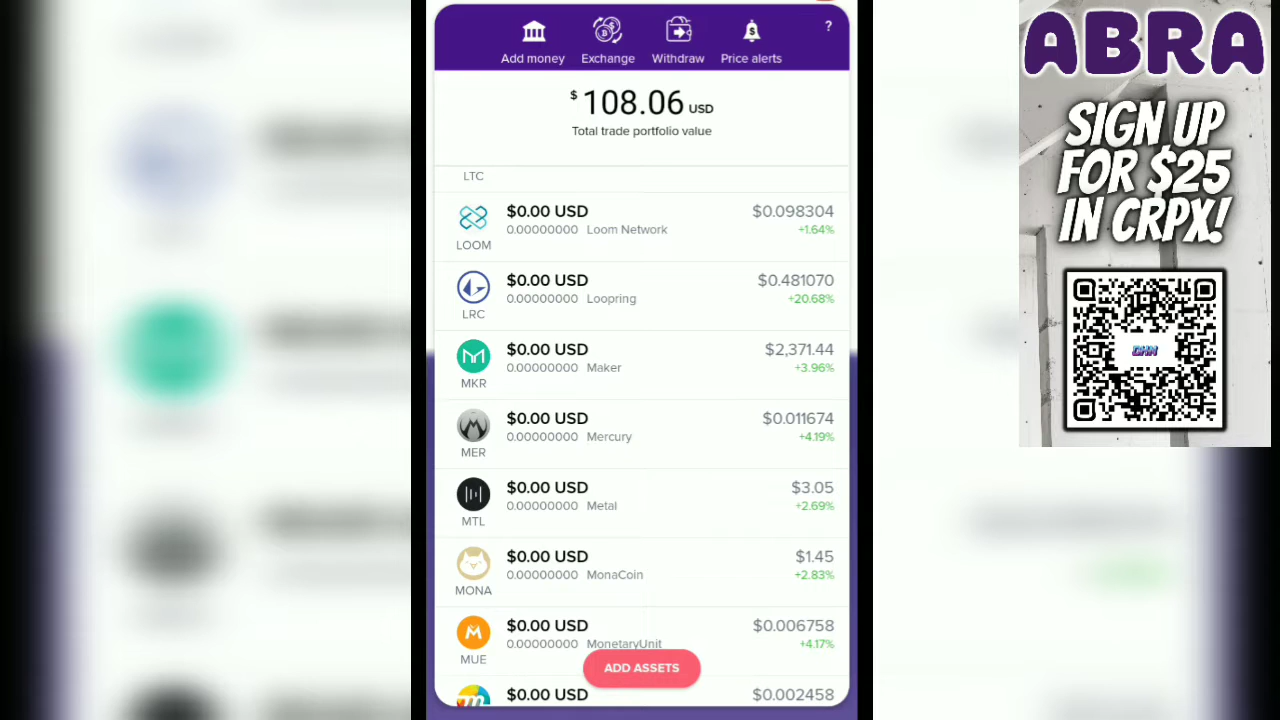 Add money
Exchange
Withdraw
Price alerts
?
$ 108.06 USD
Total trade portfolio value
LTC
$0.00 USD $0.098304
0.00000000 Loom Network +1.64%
LOOM
$0.00 USD $0.481070
0.00000000 Loopring +20.68%
LRC
$0.00 USD $2,371.44
0.00000000 Maker +3.96%
MKR
$0.00 USD $0.011674
0.00000000 Mercury +4.19%
MER
$0.00 USD $3.05
0.00000000 Metal +2.69%
MTL
$0.00 USD $1.45
0.00000000 MonaCoin +2.83%
MONA
$0.00 USD $0.006758
0.00000000 MonetaryUnit +4.17%
MUE
ADD ASSETS
$0.00 USD $0.002458
ABRA
SIGN UP
FOR $25
IN CRPX!